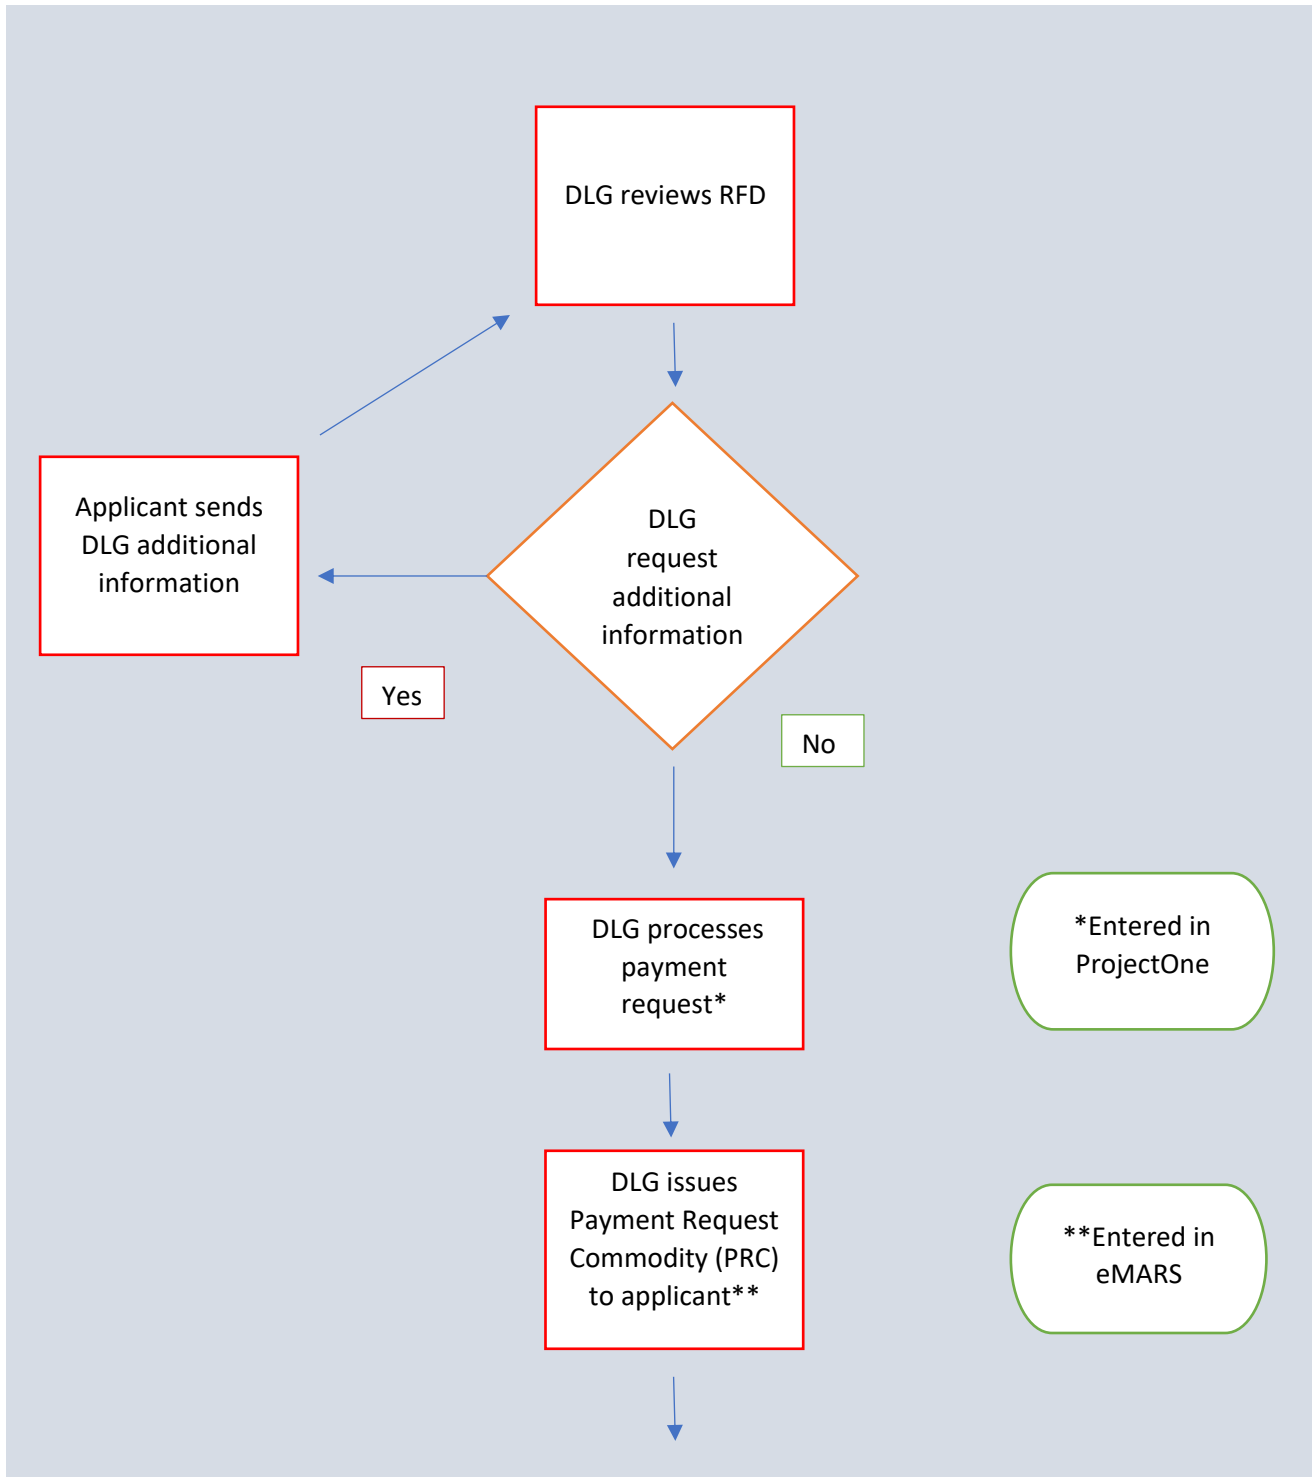 DLG reviews RFD
Applicant sends
DLG additional
information
DLG
request
additional
information
Yes
No
DLG processes
payment
request*
*Entered in
ProjectOne
DLG issues
Payment Request
Commodity (PRC)
to applicant**
**Entered in
eMARS